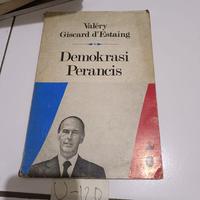 Valéry
Giscard d'Estaing
Demokrasi
Perancis